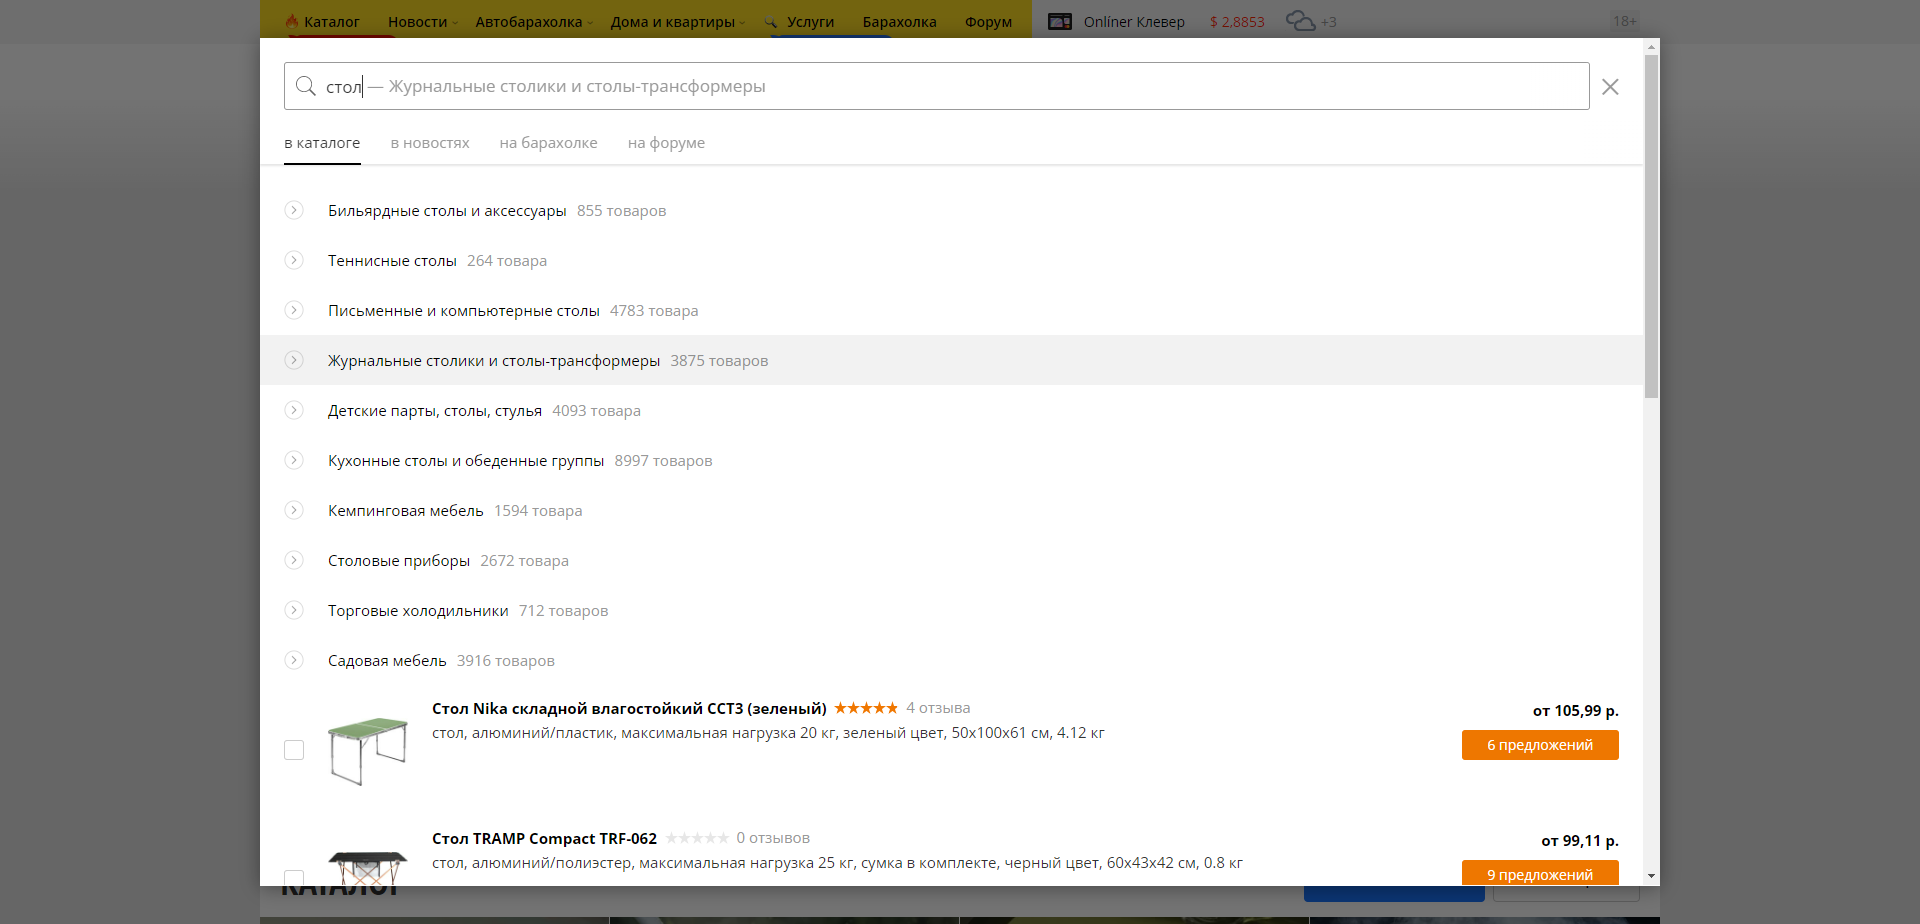 Каталог Новости Автобарахолка Дома и квартиры Услуги Барахолка Форум Onlíner Клевер $ 2,8853 +3 18+
стол — Журнальные столики и столы-трансформеры
в каталоге в новостях на барахолке на форуме
Бильярдные столы и аксессуары 855 товаров
Теннисные столы 264 товара
Письменные и компьютерные столы 4783 товара
Журнальные столики и столы-трансформеры 3875 товаров
Детские парты, столы, стулья 4093 товара
Кухонные столы и обеденные группы 8997 товаров
Кемпинговая мебель 1594 товара
Столовые приборы 2672 товара
Торговые холодильники 712 товаров
Садовая мебель 3916 товаров
Стол Nika складной влагостойкий ССТ3 (зеленый) 4 отзыва
от 105,99 р.
стол, алюминий/пластик, максимальная нагрузка 20 кг, зеленый цвет, 50x100x61 см, 4.12 кг
6 предложений
Стол TRAMP Compact TRF-062 0 отзывов
от 99,11 р.
стол, алюминий/полиэстер, максимальная нагрузка 25 кг, сумка в комплекте, черный цвет, 60x43x42 см, 0.8 кг
9 предложений
КАТАЛОГ